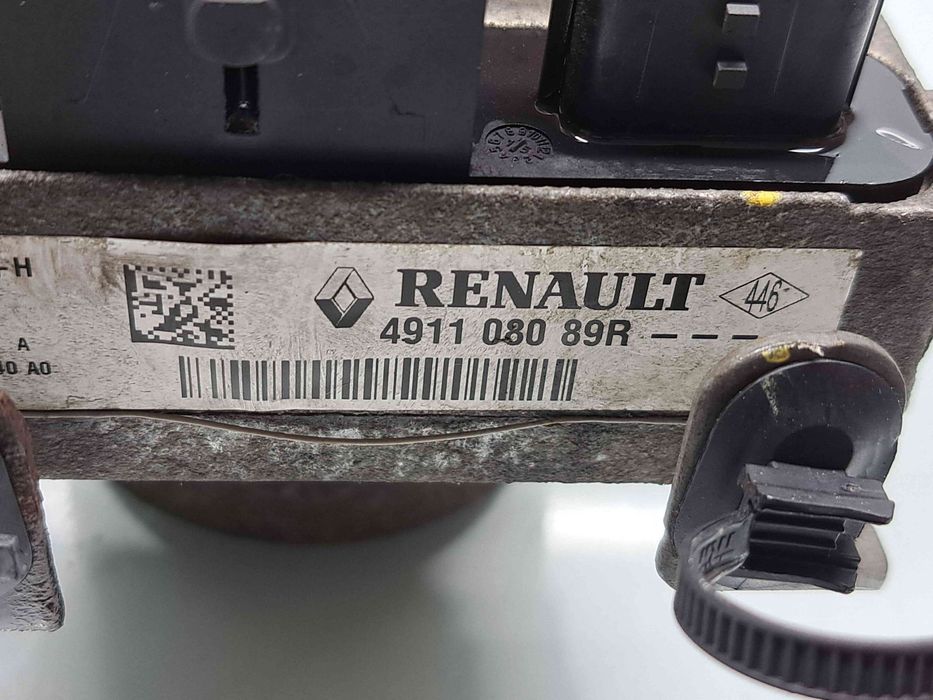 -H
RENAULT
446-
4911 080 89R ---
A
40 A0